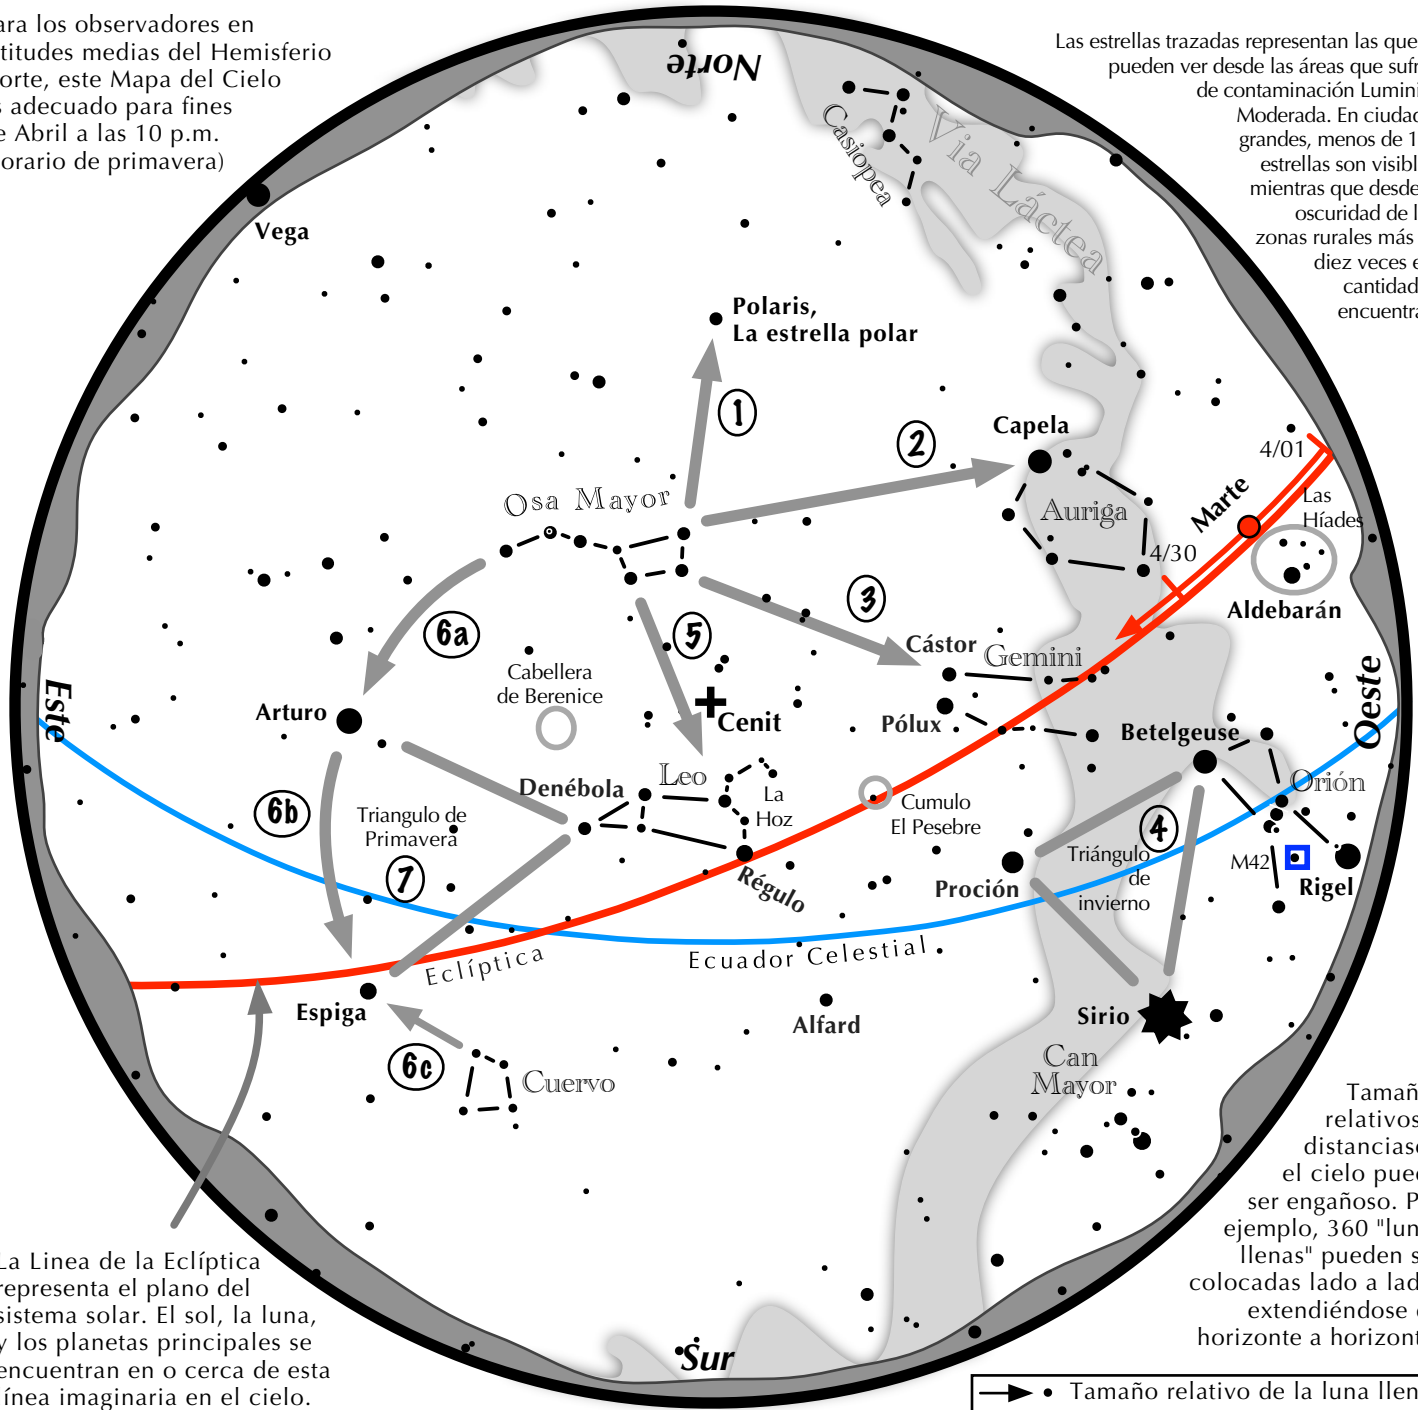 ara los observadores en
titudes medias del Hemisferio
orte, este Mapa del Cielo
s adecuado para fines
e Abril a las 10 p.m.
orario de primavera)
Las estrellas trazadas representan las que
pueden ver desde las áreas que sufr
de contaminación Lumini
Moderada. En ciudad
grandes, menos de 1
estrellas son visibl
mientras que desde
oscuridad de l
zonas rurales más
diez veces e
cantidad
encuentra
Norte
Casiopea
Via Láctea
Vega
Polaris,
La estrella polar
1
2
Capela
4/01
Marte
Las
Híades
Osa Mayor
Auriga
4/30
Aldebarán
3
6a
5
Cástor
Gemini
Cabellera
de Berenice
Este
Oeste
Arturo
Cenit
Pólux
Betelgeuse
Denébola
Leo
La
Hoz
Orión
6b
Triangulo de
Primavera
Cumulo
El Pesebre
4
7
Régulo
Proción
Triángulo
de
invierno
M42
Rigel
Eclíptica
Ecuador Celestial
Espiga
Alfard
Sirio
6c
Cuervo
Can
Mayor
Tamañ
relativos
distancias
el cielo pued
ser engañoso. P
ejemplo, 360 "lun
llenas" pueden s
colocadas lado a lad
extendiéndose
horizonte a horizont
La Linea de la Eclíptica
representa el plano del
sistema solar. El sol, la luna,
y los planetas principales se
encuentran en o cerca de esta
ínea imaginaria en el cielo.
Sur
Tamaño relativo de la luna llen